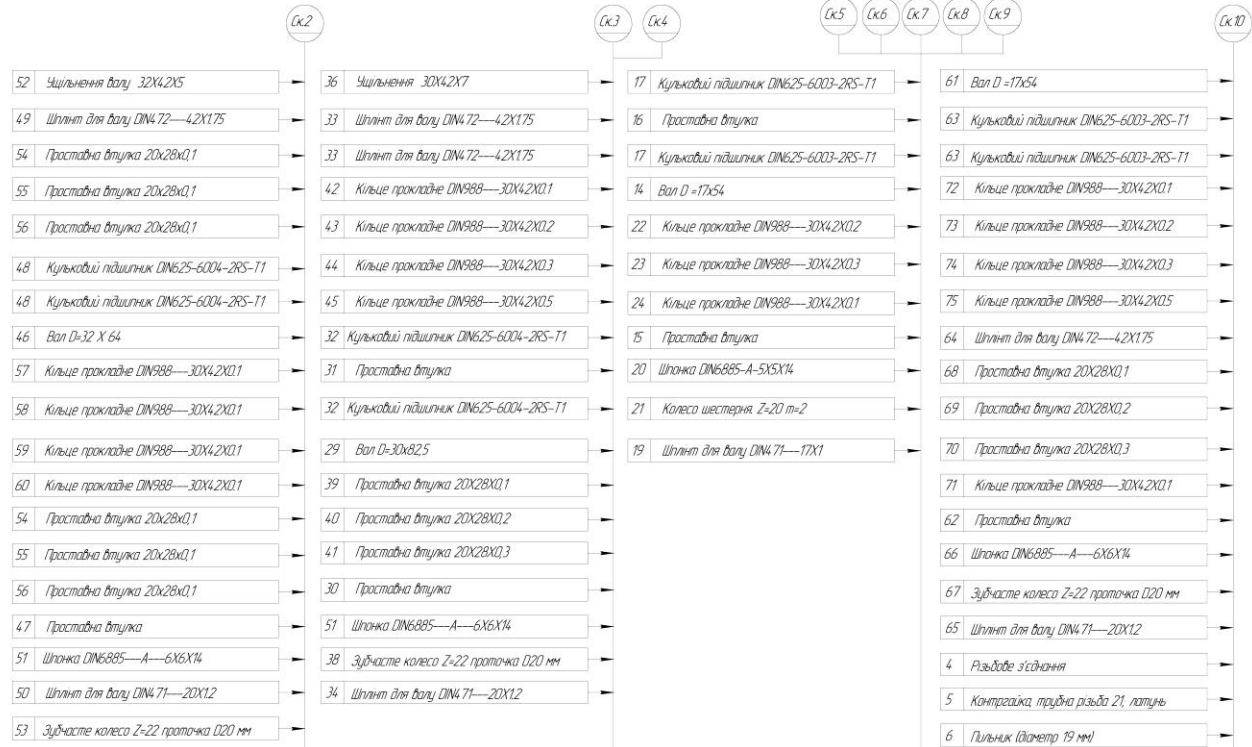 Ск.2
Ск.3
Ск.4
Ск.5
Ск.6
Ск.7
Ск.8
Ск.9
Ск.10
52 Ущільнення валу 32Х42Х5
49 Шплінт для валу DIN472---42Х1.75
54 Проставна втулка 20х28х0,1
55 Проставна втулка 20х28х0,1
56 Проставна втулка 20х28х0,1
48 Кульковий підшипник DIN625-6004-2RS-T1
48 Кульковий підшипник DIN625-6004-2RS-T1
46 Вал D=32 X 64
57 Кільце прокладне DIN988---30Х42Х0.1
58 Кільце прокладне DIN988---30Х42Х0.1
59 Кільце прокладне DIN988---30Х42Х0.1
60 Кільце прокладне DIN988---30Х42Х0.1
54 Проставна втулка 20х28х0,1
55 Проставна втулка 20х28х0,1
56 Проставна втулка 20х28х0,1
47 Проставна втулка
51 Шпонка DIN6885---А---6Х6Х14
50 Шплінт для валу DIN471---20Х1.2
53 Зубчасте колесо Z=22 проточка D20 мм
36 Ущільнення 30Х42Х7
33 Шплінт для валу DIN472---42Х1.75
33 Шплінт для валу DIN472---42Х1.75
42 Кільце прокладне DIN988---30Х42Х0.1
43 Кільце прокладне DIN988---30Х42Х0.2
44 Кільце прокладне DIN988---30Х42Х0.3
45 Кільце прокладне DIN988---30Х42Х0.5
32 Кульковий підшипник DIN625-6004-2RS-T1
31 Проставна втулка
32 Кульковий підшипник DIN625-6004-2RS-T1
29 Вал D=30х82,5
39 Проставна втулка 20Х28Х0,1
40 Проставна втулка 20Х28Х0,2
41 Проставна втулка 20Х28Х0,3
30 Проставна втулка
51 Шпонка DIN6885---А---6Х6Х14
38 Зубчасте колесо Z=22 проточка D20 мм
34 Шплінт для валу DIN471---20Х1.2
17 Кульковий підшипник DIN625-6003-2RS-T1
16 Проставна втулка
17 Кульковий підшипник DIN625-6003-2RS-T1
14 Вал D =17х54
22 Кільце прокладне DIN988---30Х42Х0.2
23 Кільце прокладне DIN988---30Х42Х0.3
24 Кільце прокладне DIN988---30Х42Х0.1
15 Проставна втулка
20 Шпонка DIN6885-А-5Х5Х14
21 Колесо шестерня. Z=20 m=2
19 Шплінт для валу DIN471---17Х1
61 Вал D =17х54
63 Кульковий підшипник DIN625-6003-2RS-T1
63 Кульковий підшипник DIN625-6003-2RS-T1
72 Кільце прокладне DIN988---30Х42Х0.1
73 Кільце прокладне DIN988---30Х42Х0.2
74 Кільце прокладне DIN988---30Х42Х0.3
75 Кільце прокладне DIN988---30Х42Х0.5
64 Шплінт для валу DIN472---42Х1.75
68 Проставна втулка 20Х28Х0,1
69 Проставна втулка 20Х28Х0,2
70 Проставна втулка 20Х28Х0,3
71 Кільце прокладне DIN988---30Х42Х0.1
62 Проставна втулка
66 Шпонка DIN6885---А---6Х6Х14
67 Зубчасте колесо Z=22 проточка D20 мм
65 Шплінт для валу DIN471---20Х1.2
4 Різьбове з'єднання
5 Контргайка, трубна різьба 21, латунь
6 Пильник (діаметр 19 мм)